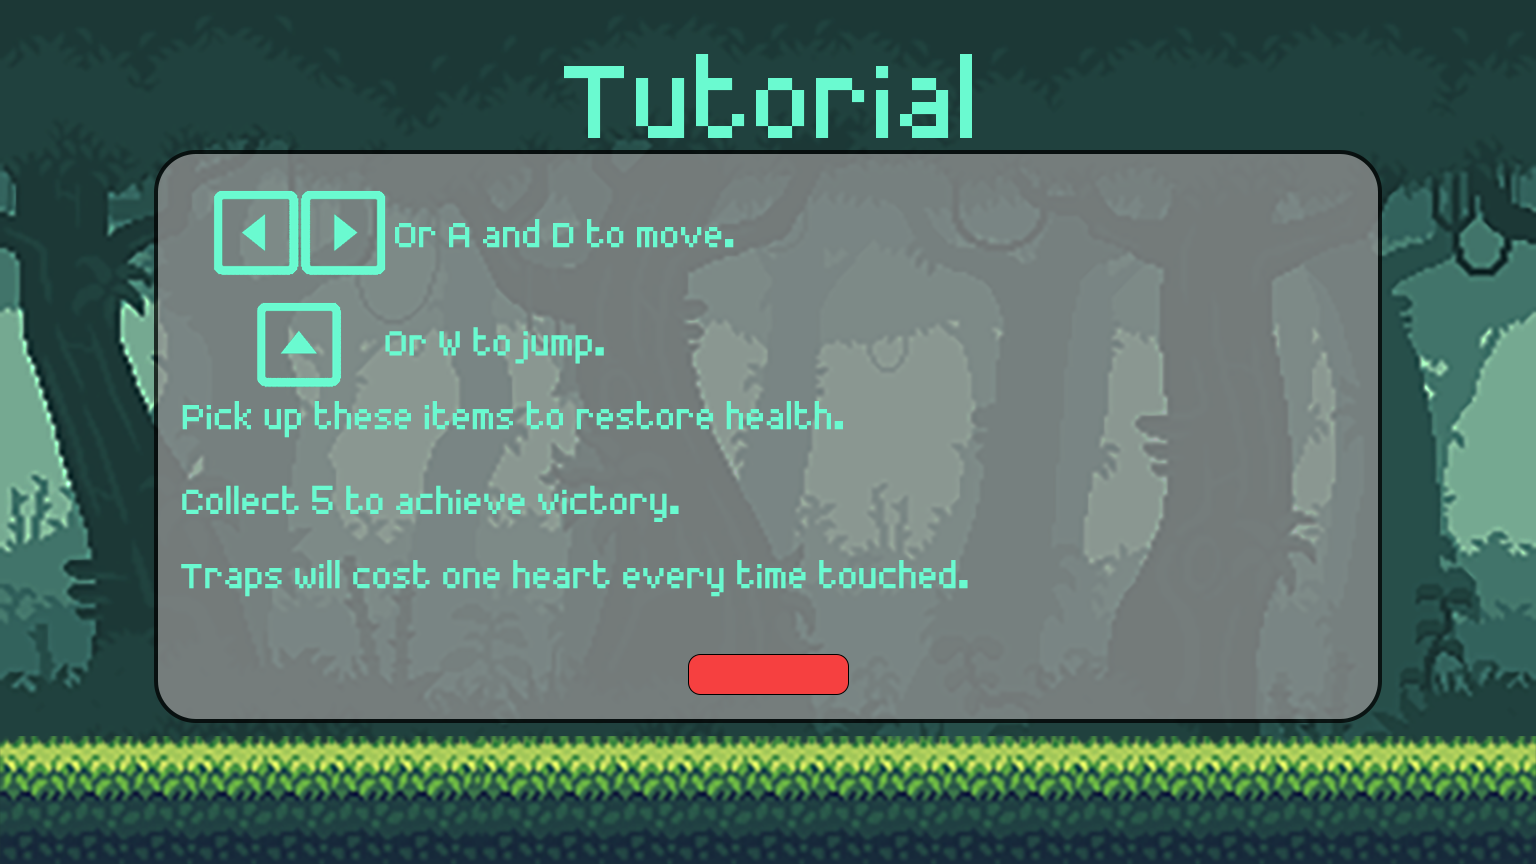 Tutorial
Or A and D to move.
Or W to jump.
Pick up these items to restore health.
Collect 5 to achieve victory.
Traps will cost one heart every time touched.